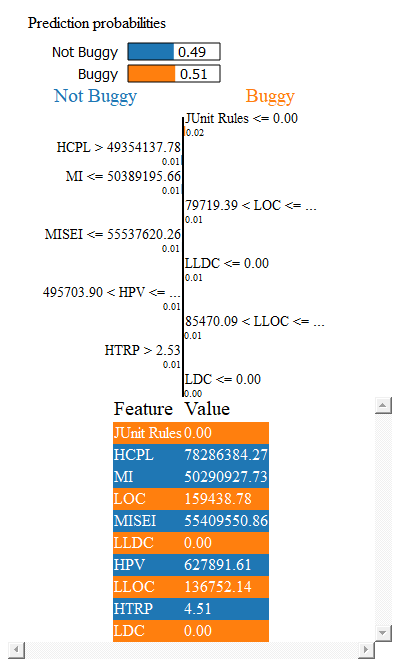 Prediction probabilities
Not Buggy 0.49
Buggy 0.51
Not Buggy Buggy
JUnit Rules <= 0.00
0.02
HCPL > 49354137.78
0.01
MI <= 50389195.66
0.01
79719.39 < LOC <= ...
0.01
MISEI <= 55537620.26
0.01
LLDC <= 0.00
0.01
495703.90 < HPV <= ...
0.01
85470.09 < LLOC <= ...
0.01
HTRP > 2.53
0.01
LDC <= 0.00
0.00
Feature Value
JUnit Rules 0.00
HCPL 78286384.27
MI 50290927.73
LOC 159438.78
MISEI 55409550.86
LLDC 0.00
HPV 627891.61
LLOC 136752.14
HTRP 4.51
LDC 0.00